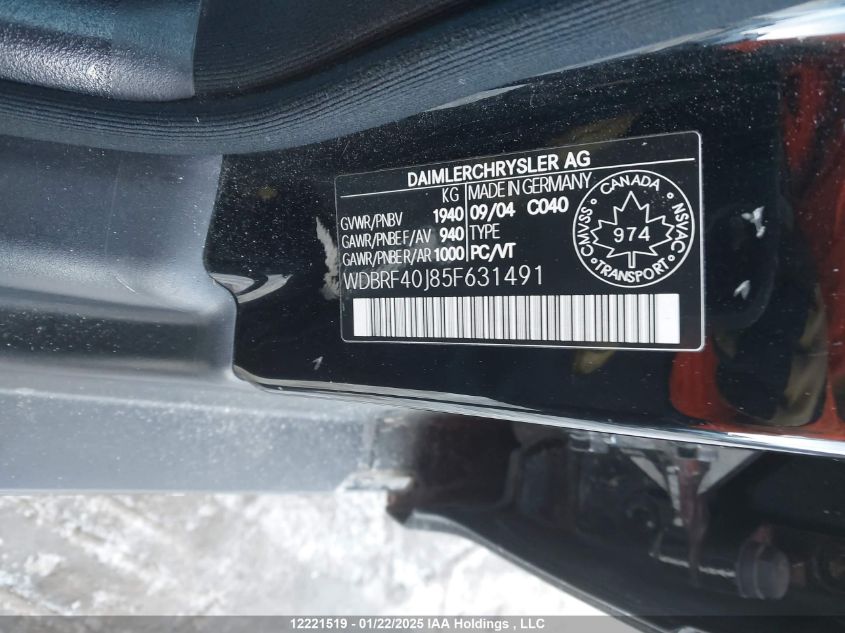 DAIMLERCHRYSLER AG
KG MADE IN GERMANY
GVWR/PNBV 1940 09/04 C040
GAWR/PNBE F/AV 940 TYPE
GAWR/PNBE R/AR 1000 PC/VT
WDBRF40J85F631491
CANADA
CMVSS NSVAC
974
TRANSPORT
12221519 - 01/22/2025 IAA Holdings , LLC